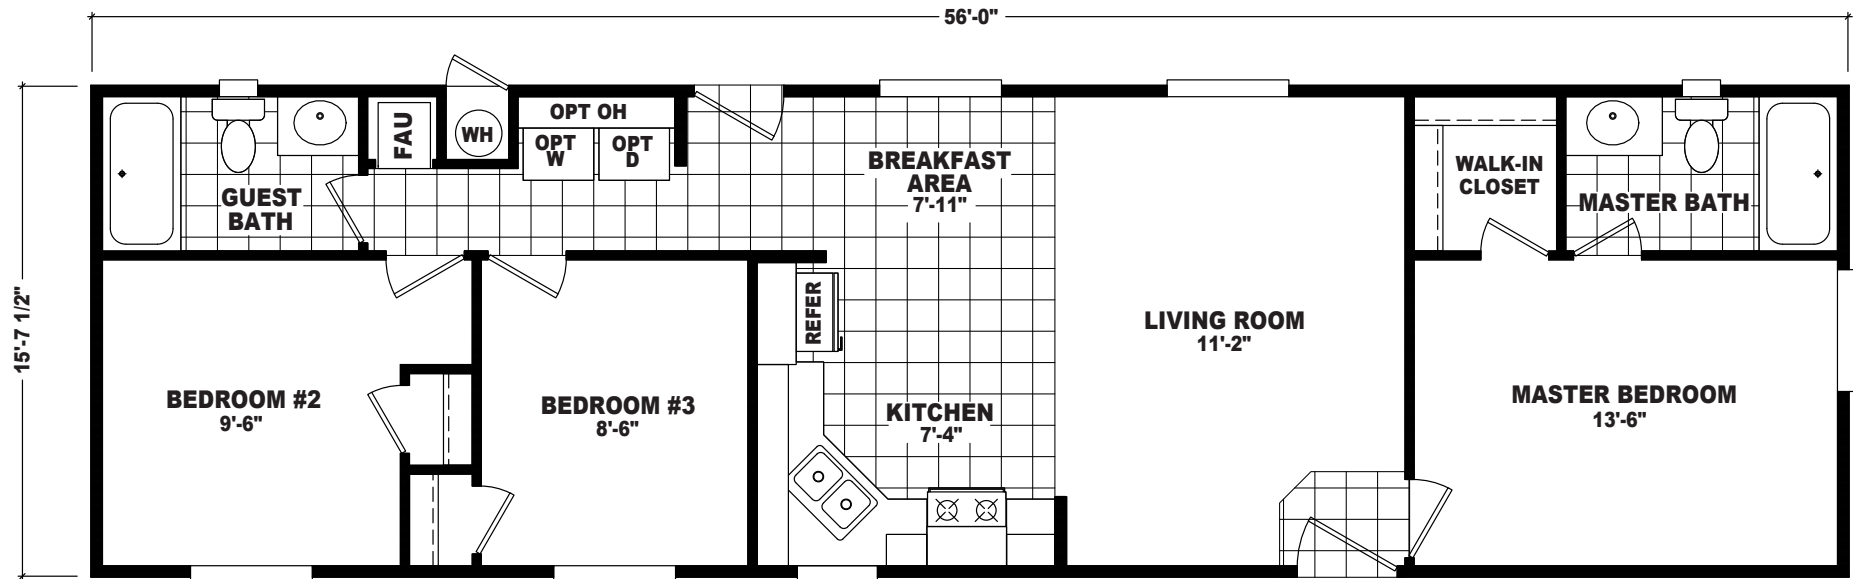 56'-0"
15'-7 1/2"
FAU
WH
OPT OH
OPT
W
OPT
D
GUEST
BATH
BREAKFAST
AREA
7'-11"
WALK-IN
CLOSET
MASTER BATH
REFER
LIVING ROOM
11'-2"
BEDROOM #2
9'-6"
BEDROOM #3
8'-6"
KITCHEN
7'-4"
MASTER BEDROOM
13'-6"